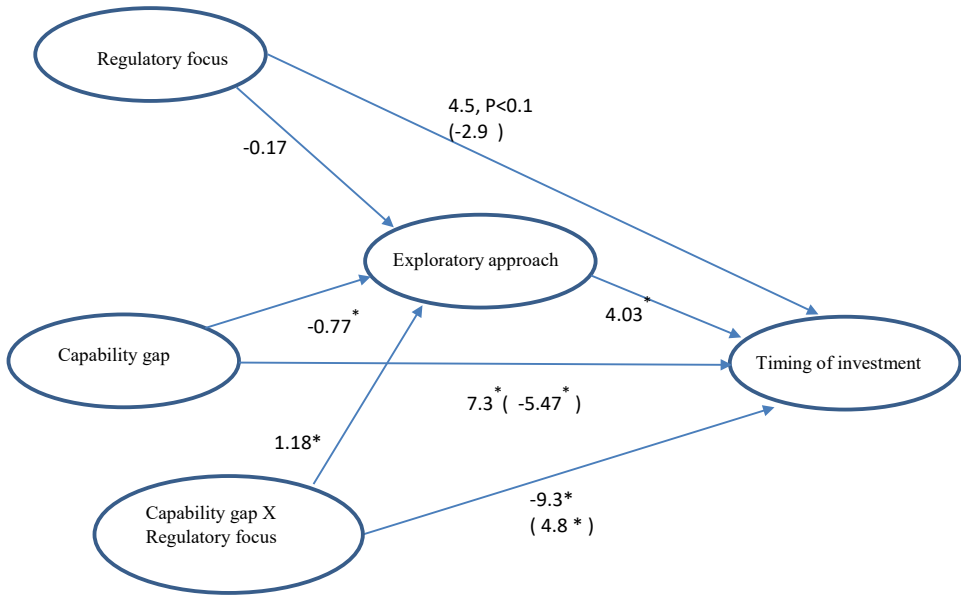 Regulatory focus
4.5, P<0.1
(-2.9 )
-0.17
Exploratory approach
4.03*
-0.77*
Capability gap
Timing of investment
7.3*( -5.47* )
1.18*
-9.3*
( 4.8 * )
Capability gap X
Regulatory focus